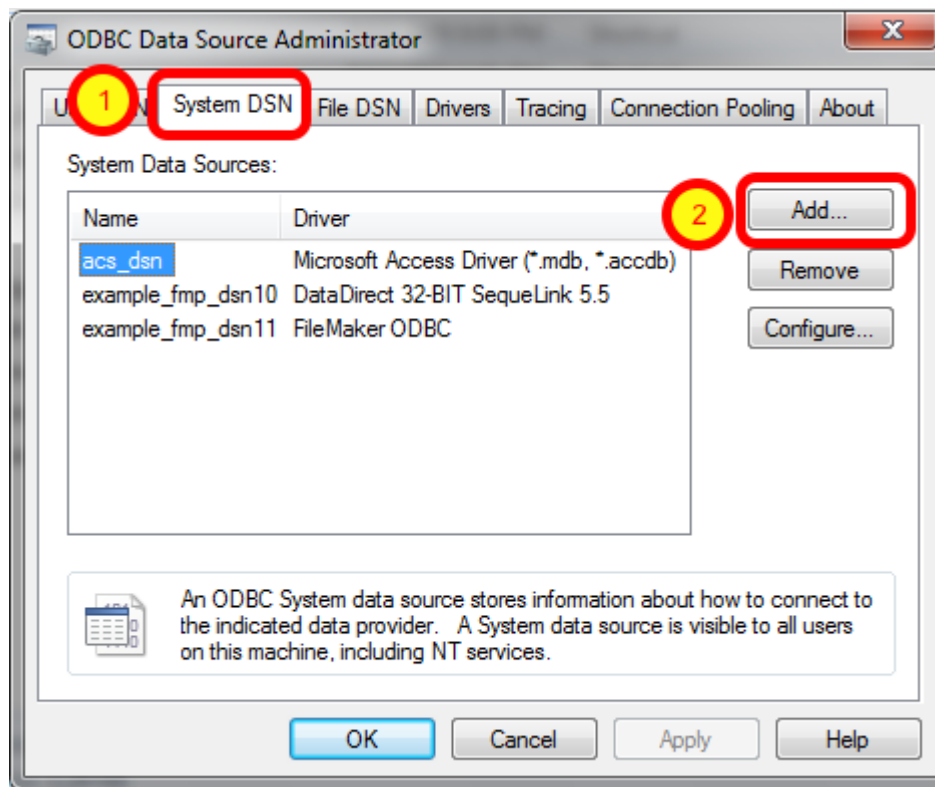 ODBC Data Source Administrator
1
System DSN
File DSN
Drivers
Tracing
Connection Pooling
About
System Data Sources:
Name Driver
acs_dsn Microsoft Access Driver (*.mdb, *.accdb)
example_fmp_dsn10 DataDirect 32-BIT SequeLink 5.5
example_fmp_dsn11 FileMaker ODBC
2
Add...
Remove
Configure...
An ODBC System data source stores information about how to connect to
the indicated data provider. A System data source is visible to all users
on this machine, including NT services.
OK
Cancel
Apply
Help